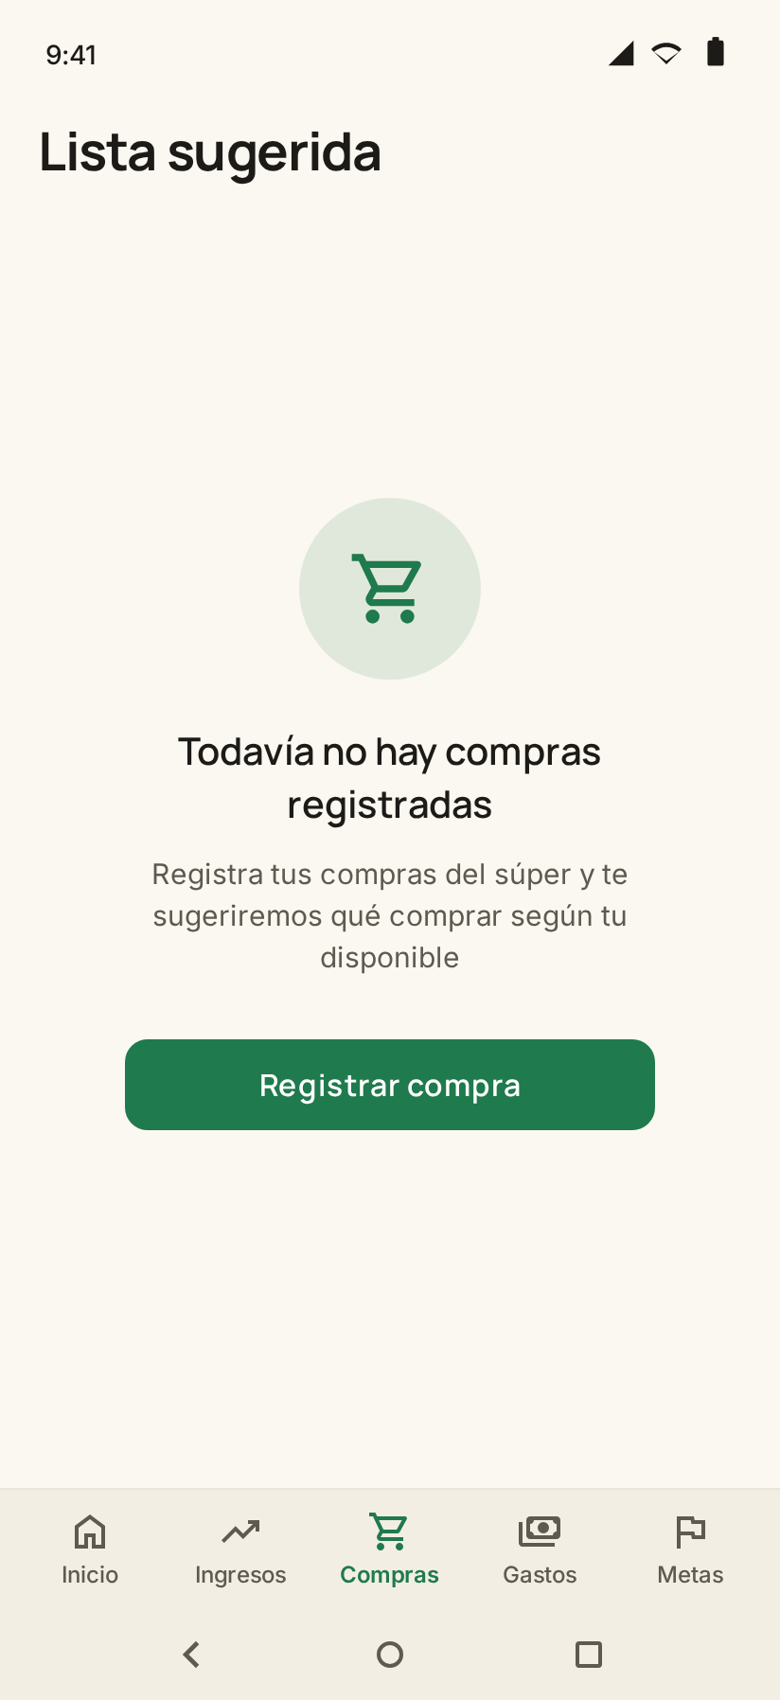 9:41
Lista sugerida
Todavía no hay compras
registradas
Registra tus compras del súper y te
sugeriremos qué comprar según tu
disponible
Registrar compra
Inicio
Ingresos
Compras
Gastos
Metas